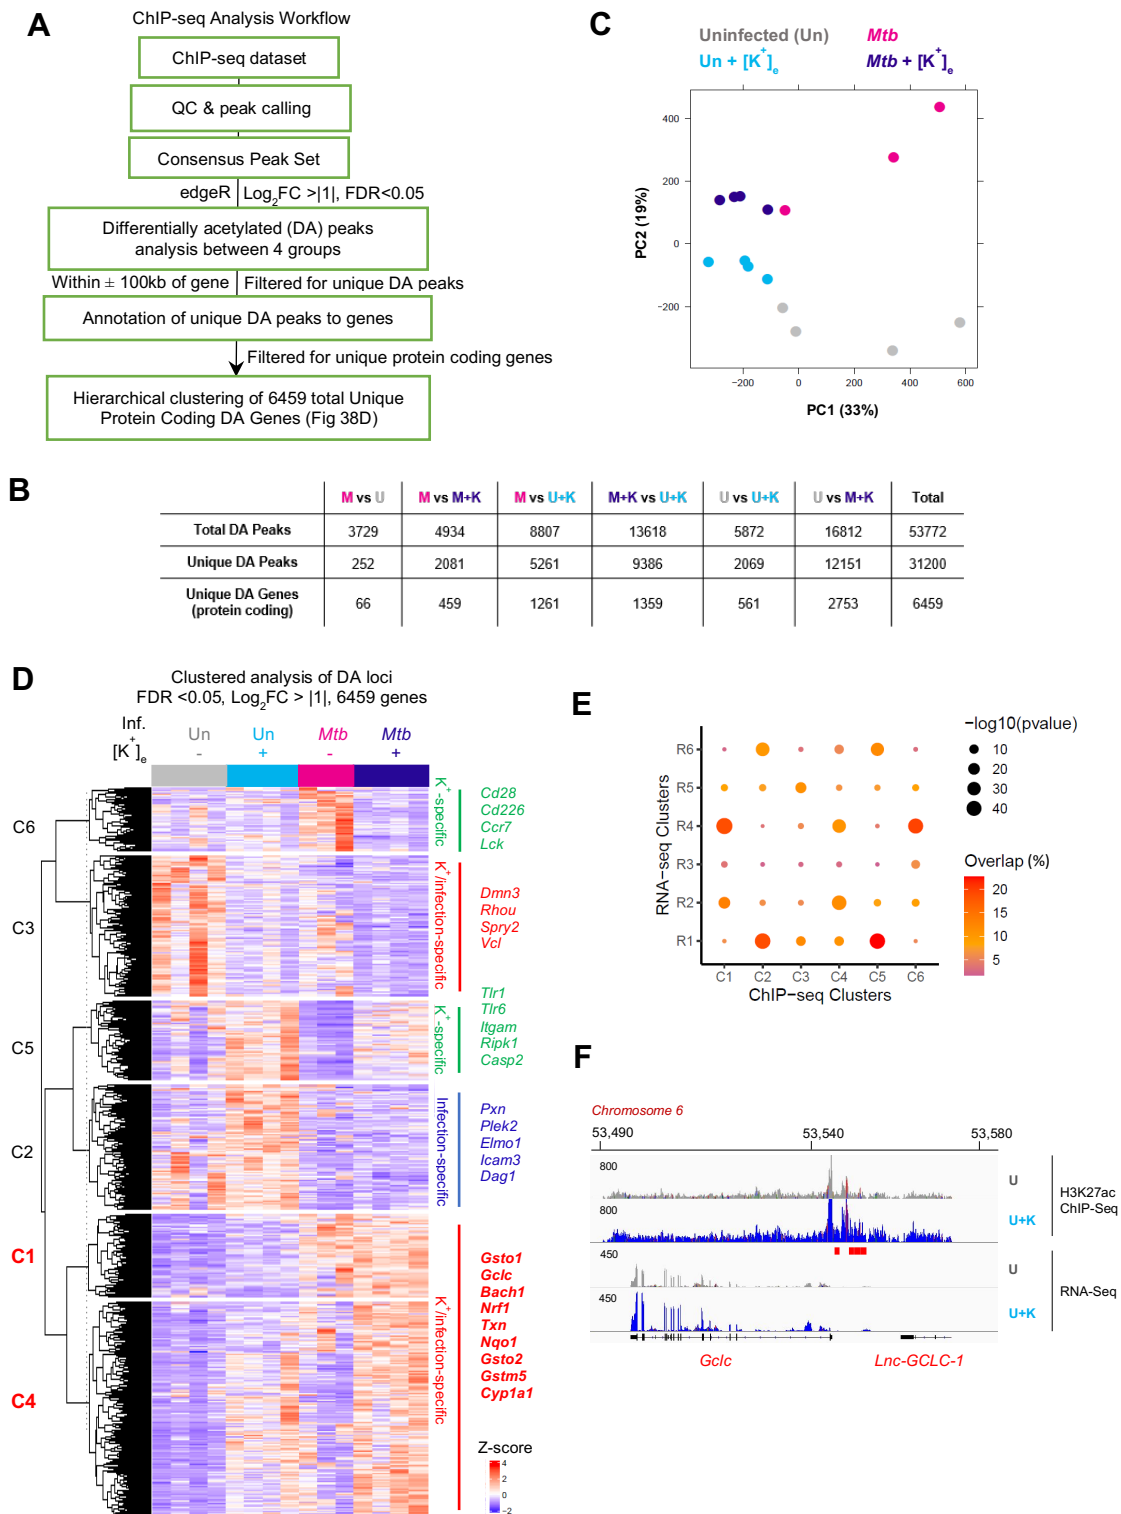 A
ChIP-seq Analysis Workflow
ChIP-seq dataset
QC & peak calling
Consensus Peak Set
edgeR Log2FC >|1|, FDR<0.05
Differentially acetylated (DA) peaks
analysis between 4 groups
Within ± 100kb of gene Filtered for unique DA peaks
Annotation of unique DA peaks to genes
Filtered for unique protein coding genes
Hierarchical clustering of 6459 total Unique
Protein Coding DA Genes (Fig 38D)
C
Uninfected (Un) Mtb
Un + [K+]e Mtb + [K+]e
400
200
0
−200
PC2 (19%)
−200 0 200 400 600
PC1 (33%)
B
M vs U M vs M+K M vs U+K M+K vs U+K U vs U+K U vs M+K Total
Total DA Peaks 3729 4934 8807 13618 5872 16812 53772
Unique DA Peaks 252 2081 5261 9386 2069 12151 31200
Unique DA Genes
(protein coding) 66 459 1261 1359 561 2753 6459
D
Clustered analysis of DA loci
FDR <0.05, Log2FC > |1|, 6459 genes
Inf. Un Un Mtb Mtb
[K+]e - + - +
C6
K+-specific
Cd28
Cd226
Ccr7
Lck
C3
K+/infection-specific
Dmn3
Rhou
Spry2
Vcl
C5
K+-specific
Tlr1
Tlr6
Itgam
Ripk1
Casp2
C2
Infection-specific
Pxn
Plek2
Elmo1
Icam3
Dag1
C1
C4
K+/infection-specific
Gsto1
Gclc
Bach1
Nrf1
Txn
Nqo1
Gsto2
Gstm5
Cyp1a1
Z-score
4
2
0
−2
E
RNA−seq Clusters
R6
R5
R4
R3
R2
R1
C1 C2 C3 C4 C5 C6
ChIP−seq Clusters
−log10(pvalue)
10
20
30
40
Overlap (%)
20
15
10
5
F
Chromosome 6
53,490 53,540 53,580
800 U
800 U+K
H3K27ac
ChIP-Seq
450 U
450 U+K
RNA-Seq
Gclc Lnc-GCLC-1